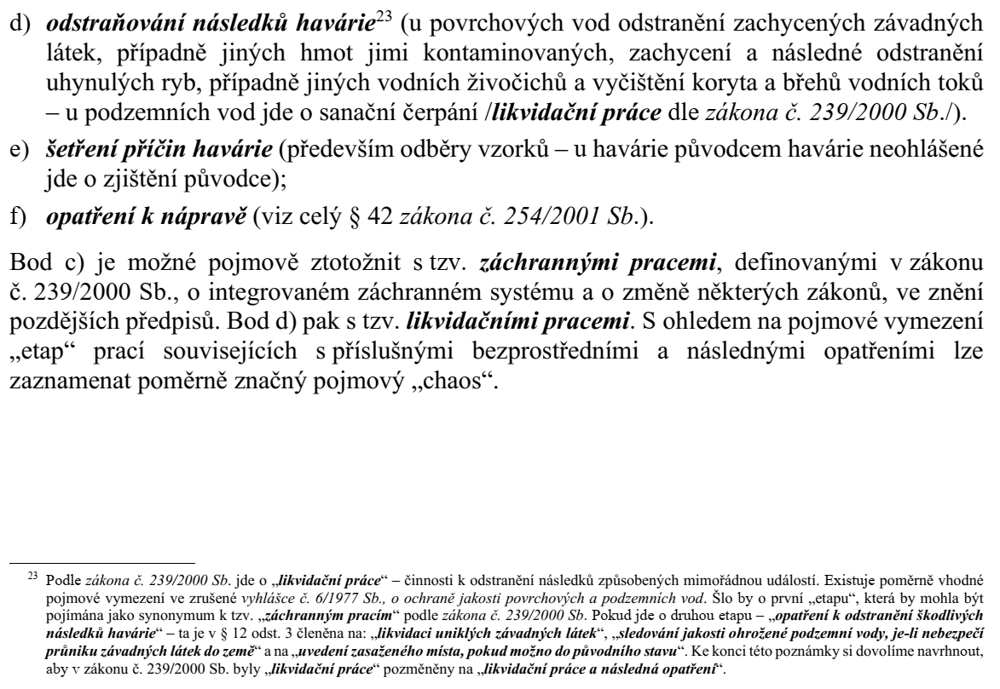 d) odstraňování následků havárie23 (u povrchových vod odstranění zachycených závadných
látek, případně jiných hmot jimi kontaminovaných, zachycení a následné odstranění
uhynulých ryb, případně jiných vodních živočichů a vyčištění koryta a břehů vodních toků
– u podzemních vod jde o sanační čerpání /likvidační práce dle zákona č. 239/2000 Sb./).
e) šetření příčin havárie (především odběry vzorků – u havárie původcem havárie neohlášené
jde o zjištění původce);
f) opatření k nápravě (viz celý § 42 zákona č. 254/2001 Sb.).
Bod c) je možné pojmově ztotožnit s tzv. záchrannými pracemi, definovanými v zákonu
č. 239/2000 Sb., o integrovaném záchranném systému a o změně některých zákonů, ve znění
pozdějších předpisů. Bod d) pak s tzv. likvidačními pracemi. S ohledem na pojmové vymezení
„etap“ prací souvisejících s příslušnými bezprostředními a následnými opatřeními lze
zaznamenat poměrně značný pojmový „chaos“.
23 Podle zákona č. 239/2000 Sb. jde o „likvidační práce“ – činnosti k odstranění následků způsobených mimořádnou událostí. Existuje poměrně vhodné
pojmové vymezení ve zrušené vyhlášce č. 6/1977 Sb., o ochraně jakosti povrchových a podzemních vod. Šlo by o první „etapu“, která by mohla být
pojímána jako synonymum k tzv. „záchranným pracím“ podle zákona č. 239/2000 Sb. Pokud jde o druhou etapu – „opatření k odstranění škodlivých
následků havárie“ – ta je v § 12 odst. 3 členěna na: „likvidaci uniklých závadných látek“, „sledování jakosti ohrožené podzemní vody, je-li nebezpečí
průniku závadných látek do země“ a na „uvedení zasaženého místa, pokud možno do původního stavu“. Ke konci této poznámky si dovolíme navrhnout,
aby v zákonu č. 239/2000 Sb. byly „likvidační práce“ pozměněny na „likvidační práce a následná opatření“.